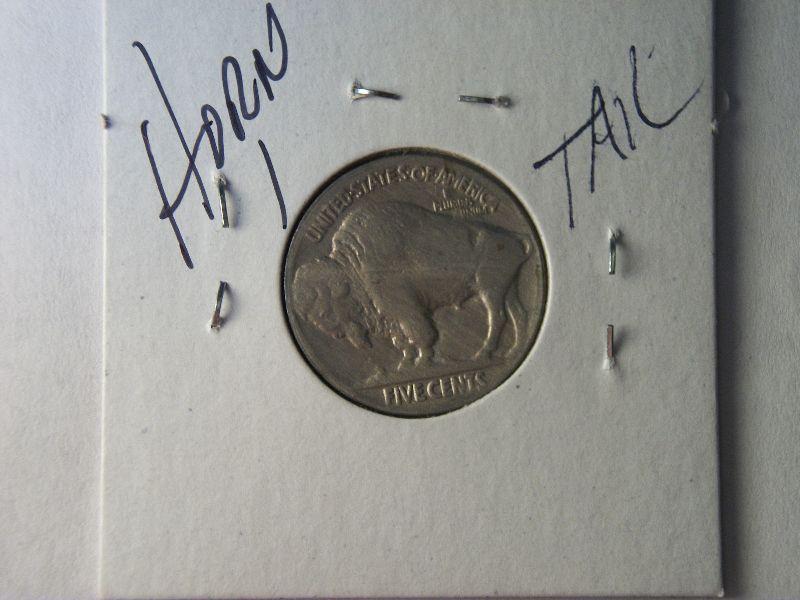 HORN
TAIL
UNITED STATES OF AMERICA
E PLURIBUS
UNUM
FIVE CENTS